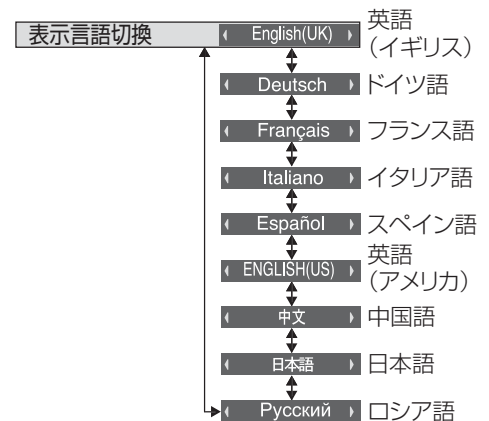 表示言語切換 English(UK) 英語
(イギリス)
Deutsch ドイツ語
Français フランス語
Italiano イタリア語
Español スペイン語
ENGLISH(US) 英語
(アメリカ)
中文 中国語
日本語 日本語
Русский ロシア語